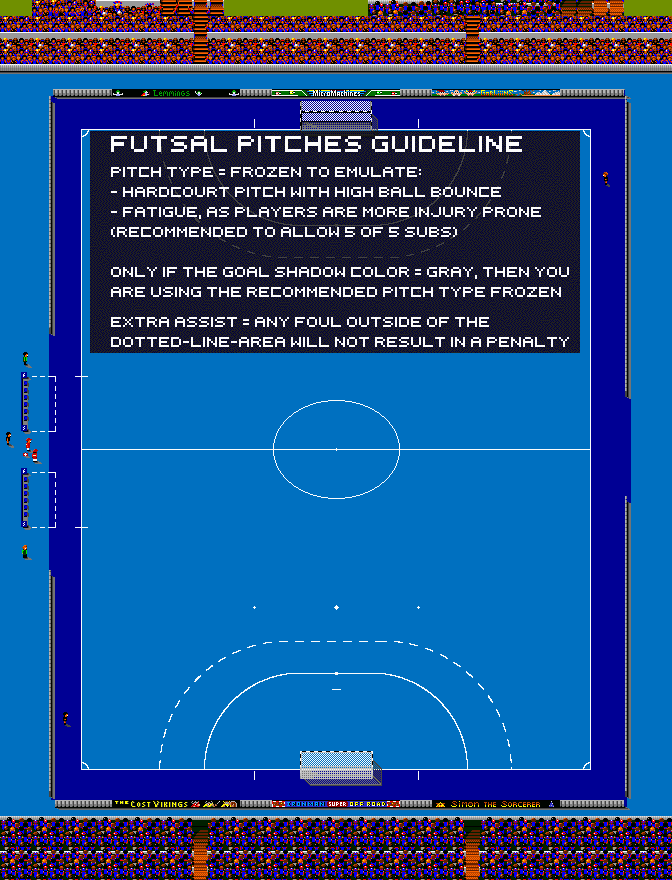 Lemmings
MicroMachines
FUTSAL PITCHES GUIDELINE
PITCH TYPE = FROZEN TO EMULATE:
- HARDCOURT PITCH WITH HIGH BALL BOUNCE
- FATIGUE, AS PLAYERS ARE MORE INJURY PRONE
(RECOMMENDED TO ALLOW 5 OF 5 SUBS)
ONLY IF THE GOAL SHADOW COLOR = GRAY, THEN YOU
ARE USING THE RECOMMENDED PITCH TYPE FROZEN
EXTRA ASSIST = ANY FOUL OUTSIDE OF THE
DOTTED-LINE-AREA WILL NOT RESULT IN A PENALTY
THE LOST VIKINGS
IRONMAN SUPER OFF ROAD
SIMON THE SORCERER